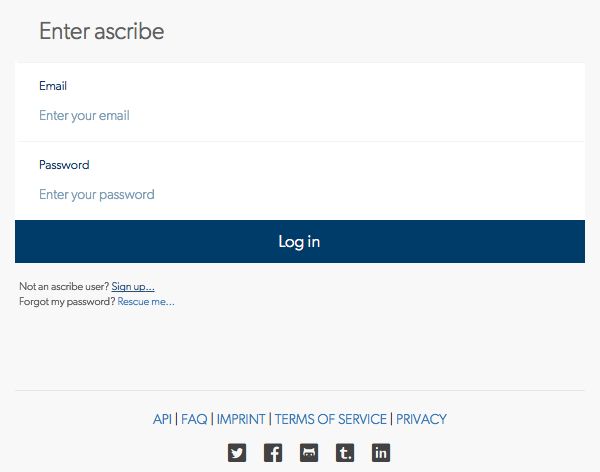 Enter ascribe
Email
Enter your email
Password
Enter your password
Log in
Not an ascribe user? Sign up...
Forgot my password? Rescue me...
API | FAQ | IMPRINT | TERMS OF SERVICE | PRIVACY